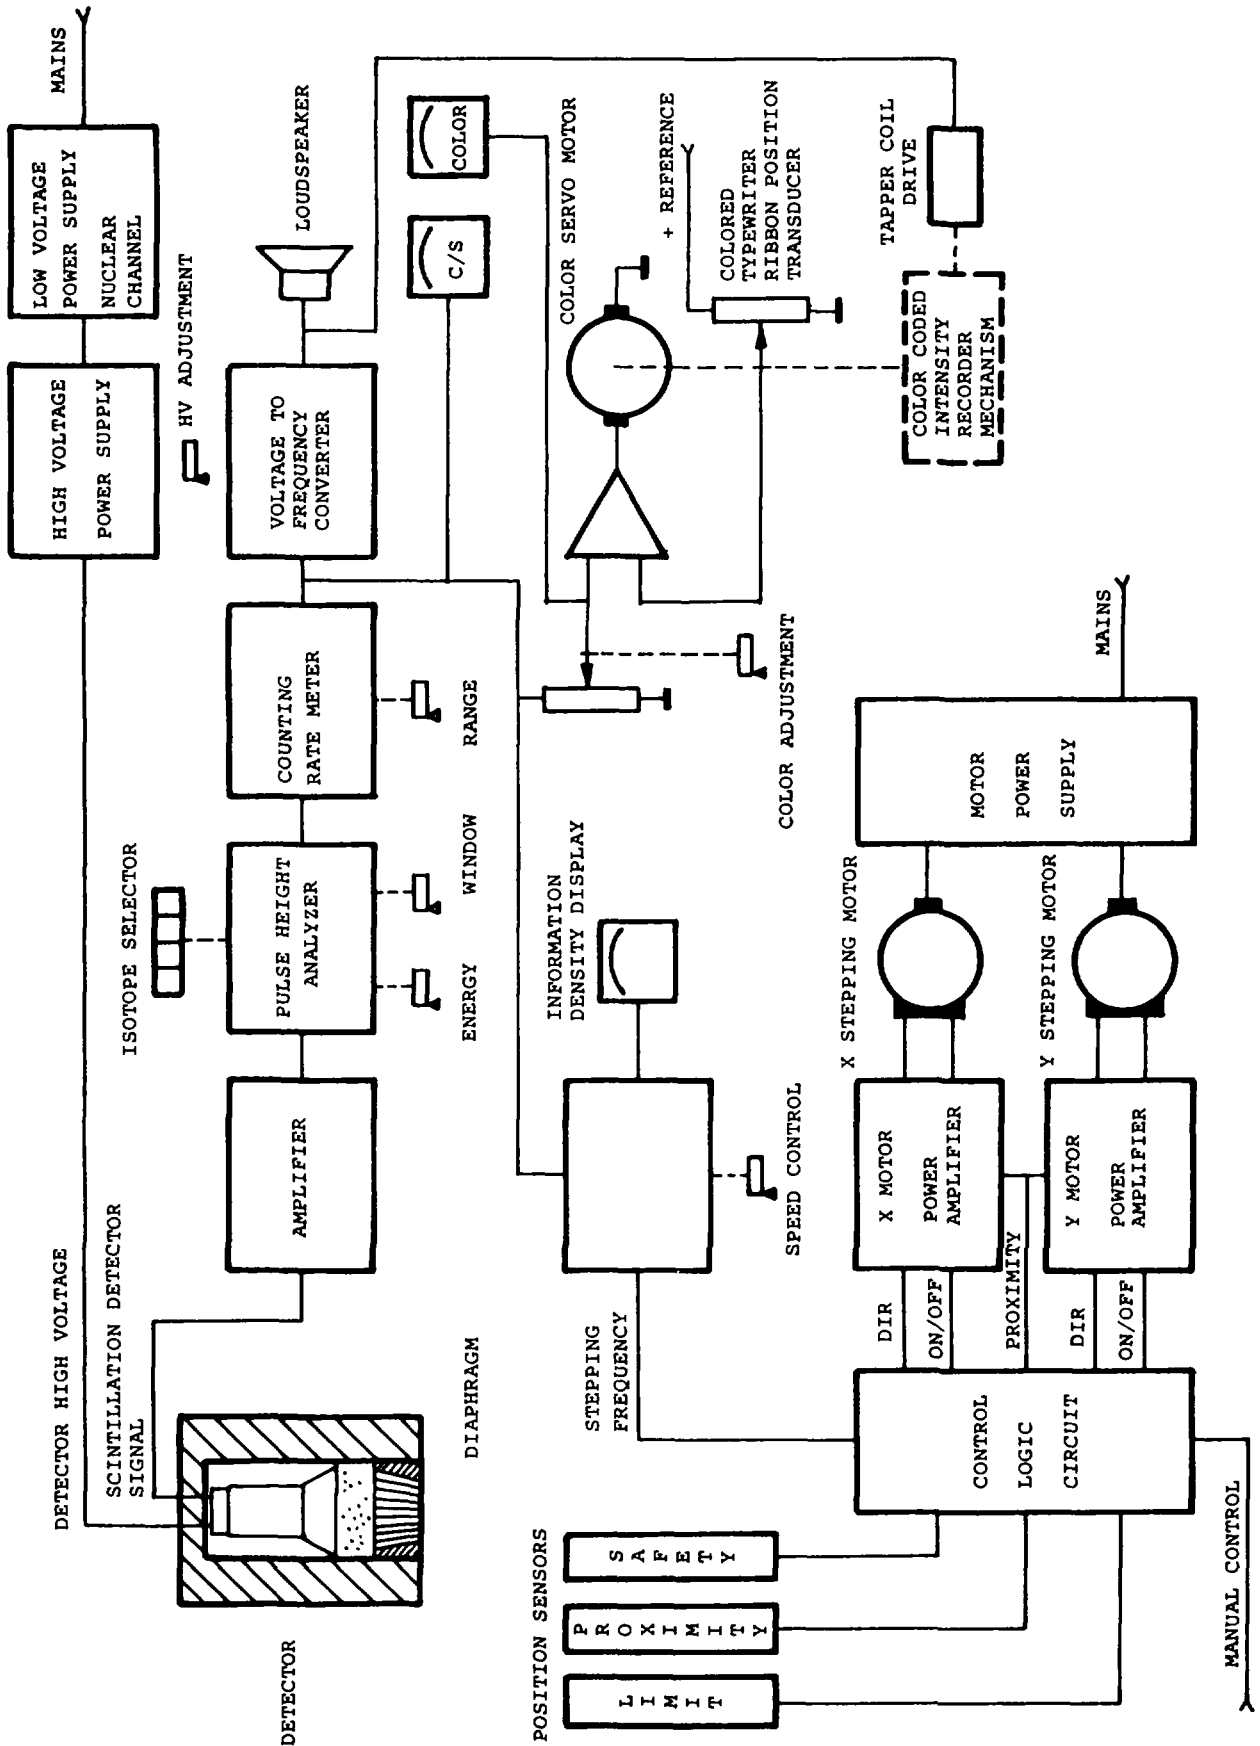 DETECTOR HIGH VOLTAGE
HIGH VOLTAGE
POWER SUPPLY
LOW VOLTAGE
POWER SUPPLY
NUCLEAR
CHANNEL
MAINS
HV ADJUSTMENT
SCINTILLATION DETECTOR
SIGNAL
ISOTOPE SELECTOR
DETECTOR
DIAPHRAGM
AMPLIFIER
PULSE HEIGHT
ANALYZER
ENERGY
WINDOW
COUNTING
RATE METER
RANGE
VOLTAGE TO
FREQUENCY
CONVERTER
LOUDSPEAKER
C/S
COLOR
POSITION SENSORS
LIMIT
PROXIMITY
SAFETY
STEPPING
FREQUENCY
SPEED CONTROL
INFORMATION
DENSITY DISPLAY
COLOR ADJUSTMENT
COLOR SERVO MOTOR
+ REFERENCE
COLORED
TYPEWRITER
RIBBON POSITION
TRANSDUCER
TAPPER COIL
DRIVE
COLOR CODED
INTENSITY
RECORDER
MECHANISM
MANUAL CONTROL
CONTROL
LOGIC
CIRCUIT
DIR
ON/OFF
PROXIMITY
DIR
ON/OFF
X MOTOR
POWER
AMPLIFIER
Y MOTOR
POWER
AMPLIFIER
X STEPPING MOTOR
Y STEPPING MOTOR
MOTOR
POWER
SUPPLY
MAINS